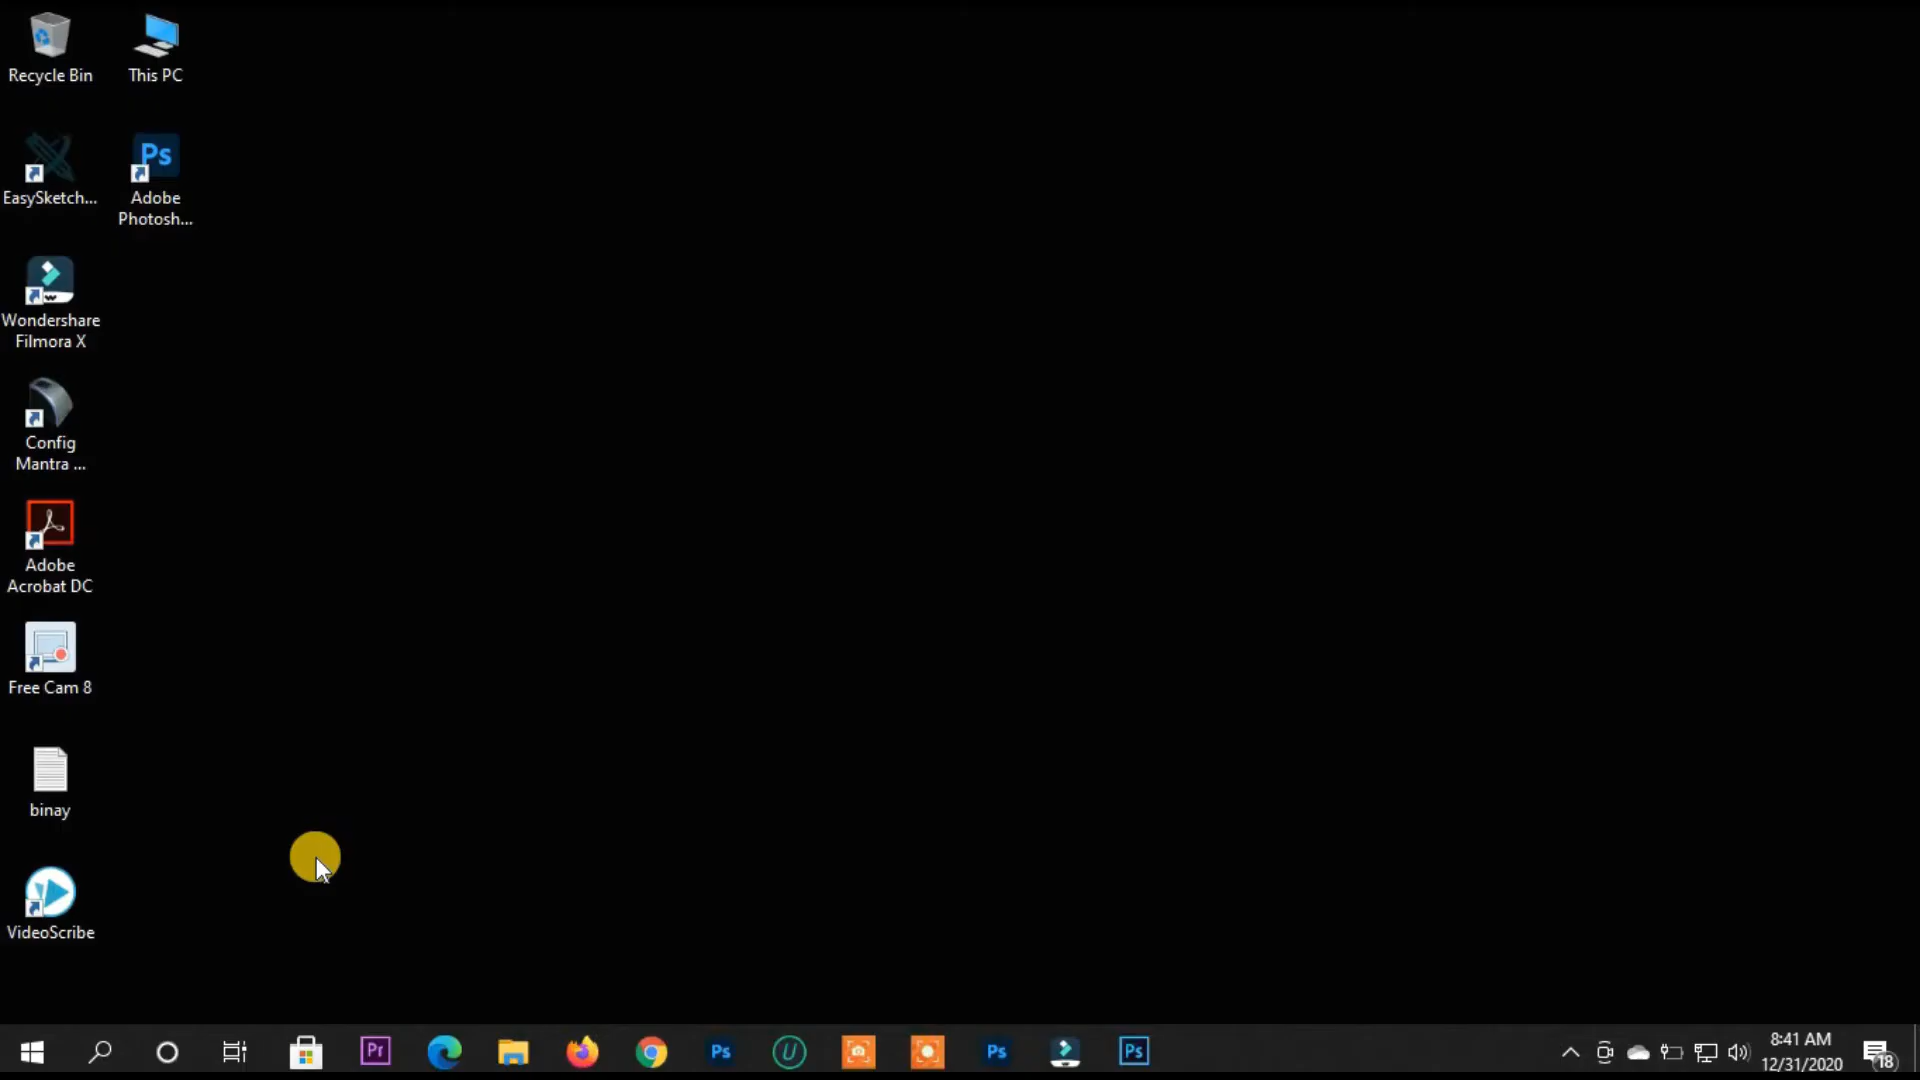 Recycle Bin
This PC
EasySketch...
Ps
Adobe
Photosh...
Wondershare
Filmora X
Config
Mantra ...
Adobe
Acrobat DC
Free Cam 8
binay
VideoScribe
Pr
Ps
U
Ps
Ps
8:41 AM
12/31/2020
18